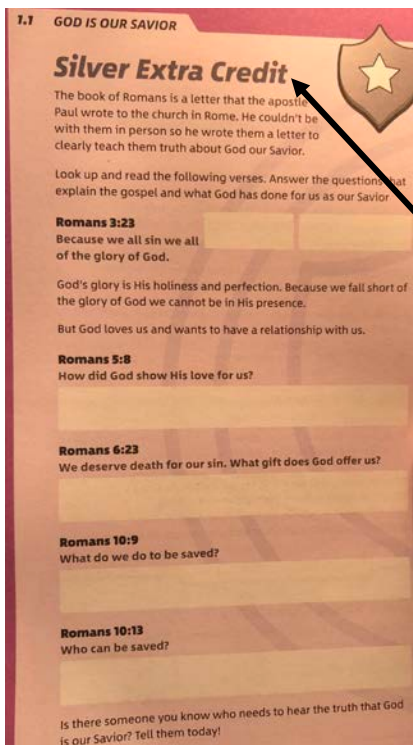 1.1 GOD IS OUR SAVIOR
Silver Extra Credit
The book of Romans is a letter that the apostle
Paul wrote to the church in Rome. He couldn't be
with them in person so he wrote them a letter to
clearly teach them truth about God our Savior.
Look up and read the following verses. Answer the questions that
explain the gospel and what God has done for us as our Savior
Romans 3:23
Because we all sin we all
of the glory of God.
God's glory is His holiness and perfection. Because we fall short of
the glory of God we cannot be in His presence.
But God loves us and wants to have a relationship with us.
Romans 5:8
How did God show His love for us?
Romans 6:23
We deserve death for our sin. What gift does God offer us?
Romans 10:9
What do we do to be saved?
Romans 10:13
Who can be saved?
Is there someone you know who needs to hear the truth that God
is our Savior? Tell them today!